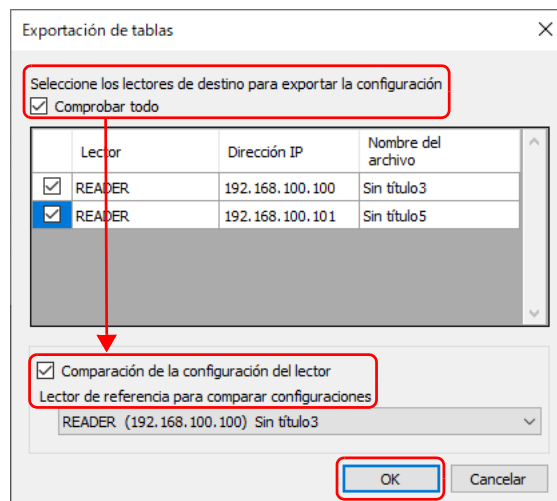 Exportación de tablas
Seleccione los lectores de destino para exportar la configuración
Comprobar todo
Lector Dirección IP Nombre del archivo
READER 192.168.100.100 Sin título3
READER 192.168.100.101 Sin título5
Comparación de la configuración del lector
Lector de referencia para comparar configuraciones
READER (192.168.100.100) Sin título3
OK Cancelar